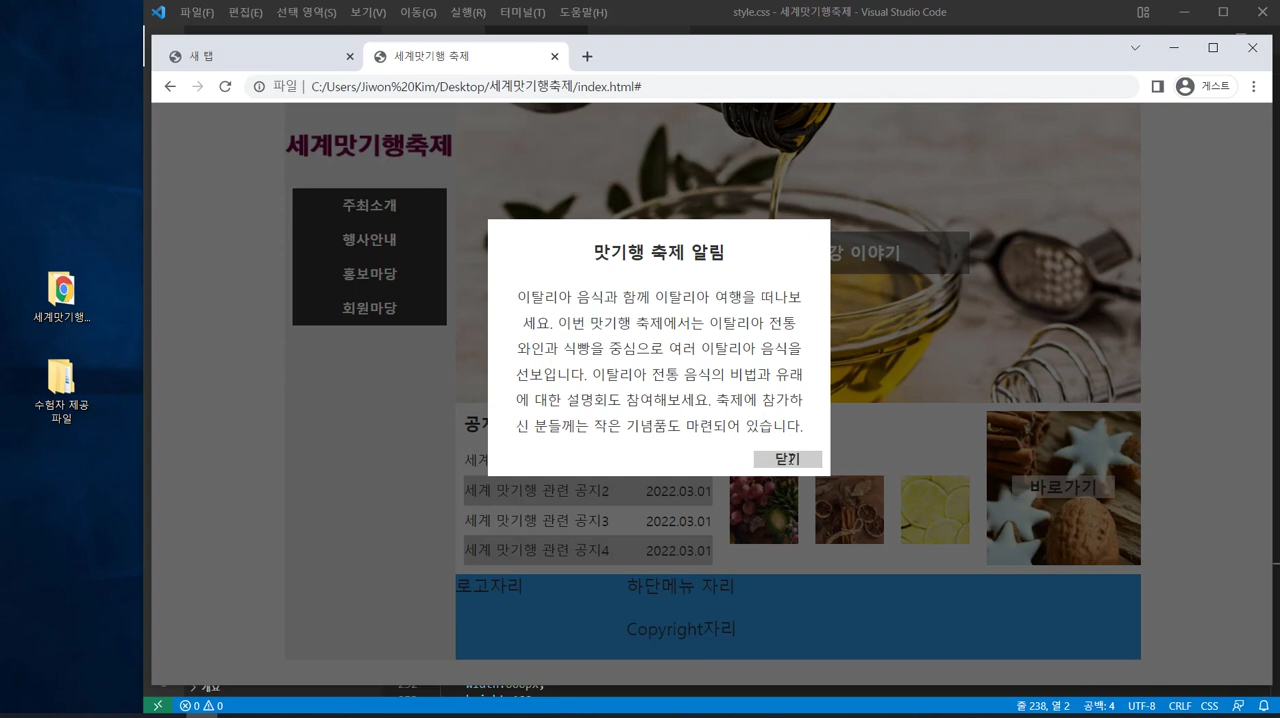 파일(F) 편집(E) 선택 영역(S) 보기(V) 이동(G) 실행(R) 터미널(T) 도움말(H) style.css - 세계맛기행축제 - Visual Studio Code
새 탭 세계맛기행 축제
파일 C:/Users/Jiwon%20Kim/Desktop/세계맛기행축제/index.html# 게스트
세계맛기행축제
주최소개
행사안내
홍보마당
회원마당
강 이야기
맛기행 축제 알림
이탈리아 음식과 함께 이탈리아 여행을 떠나보
세요. 이번 맛기행 축제에서는 이탈리아 전통
와인과 식빵을 중심으로 여러 이탈리아 음식을
선보입니다. 이탈리아 전통 음식의 비법과 유래
에 대한 설명회도 참여해보세요. 축제에 참가하
신 분들께는 작은 기념품도 마련되어 있습니다.
닫기
공지
세계
세계 맛기행 관련 공지2 2022.03.01
세계 맛기행 관련 공지3 2022.03.01
세계 맛기행 관련 공지4 2022.03.01
바로가기
로고자리 하단메뉴 자리
Copyright자리
세계맛기행...
수험자 제공
파일
개요
0 0 줄 238, 열 2 공백: 4 UTF-8 CRLF CSS